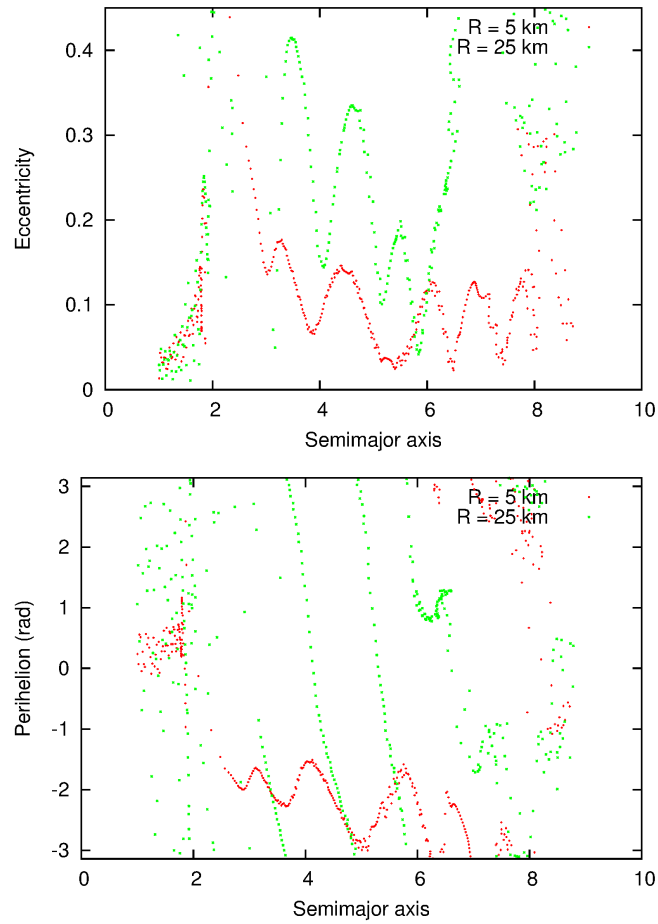 0.4
0.3
0.2
0.1
0
Eccentricity
R = 5 km
R = 25 km
0 2 4 6 8 10
Semimajor axis
3
2
1
0
-1
-2
-3
Perihelion (rad)
R = 5 km
R = 25 km
0 2 4 6 8 10
Semimajor axis